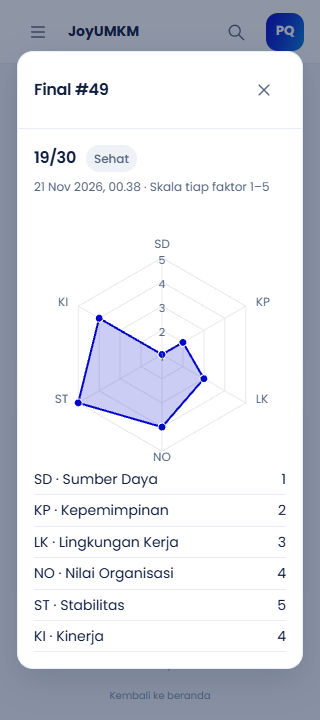 JoyUMKM
PQ
Final #49
19/30 Sehat
21 Nov 2026, 00.38 · Skala tiap faktor 1–5
SD
5
4
3
2
KI
KP
ST
LK
NO
SD · Sumber Daya 1
KP · Kepemimpinan 2
LK · Lingkungan Kerja 3
NO · Nilai Organisasi 4
ST · Stabilitas 5
KI · Kinerja 4
Kembali ke beranda